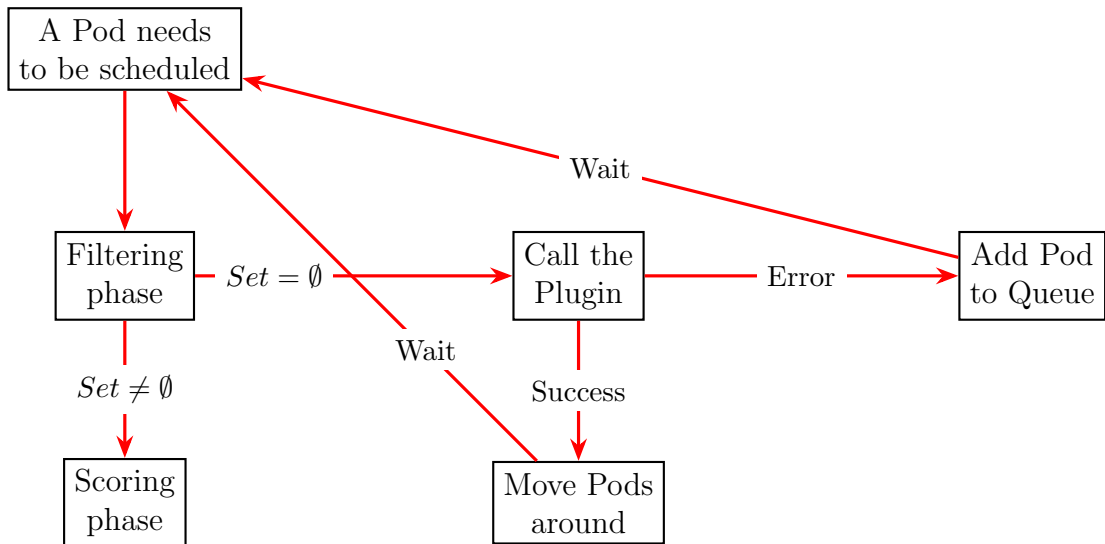 A Pod needs
to be scheduled
Wait
Filtering
phase
Set = ∅
Call the
Plugin
Error
Add Pod
to Queue
Wait
Set ≠ ∅
Success
Scoring
phase
Move Pods
around